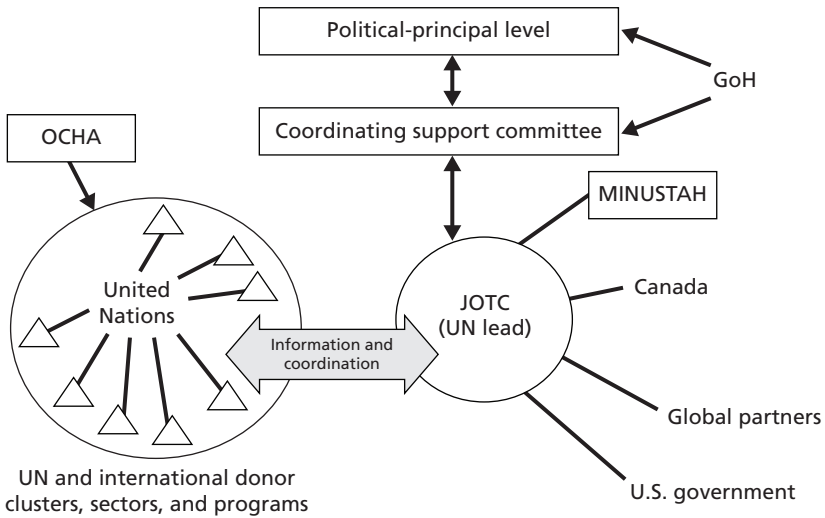 Political-principal level
GoH
Coordinating support committee
OCHA
MINUSTAH
United
Nations
JOTC
(UN lead)
Canada
Information and
coordination
Global partners
UN and international donor
clusters, sectors, and programs
U.S. government